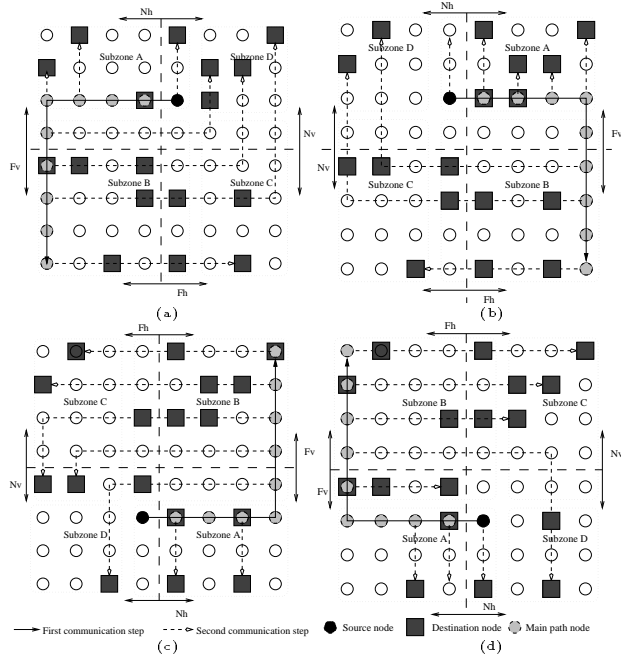 Nh
Subzone A
Subzone D
Fv
Nv
Subzone B
Subzone C
Fh
(a)
Nh
Subzone D
Subzone A
Nv
Fv
Subzone C
Subzone B
Fh
(b)
Fh
Subzone C
Subzone B
Nv
Fv
Subzone D
Subzone A
Nh
(c)
Fh
Subzone B
Subzone C
Fv
Nv
Subzone A
Subzone D
Nh
(d)
First communication step
Second communication step
Source node
Destination node
Main path node